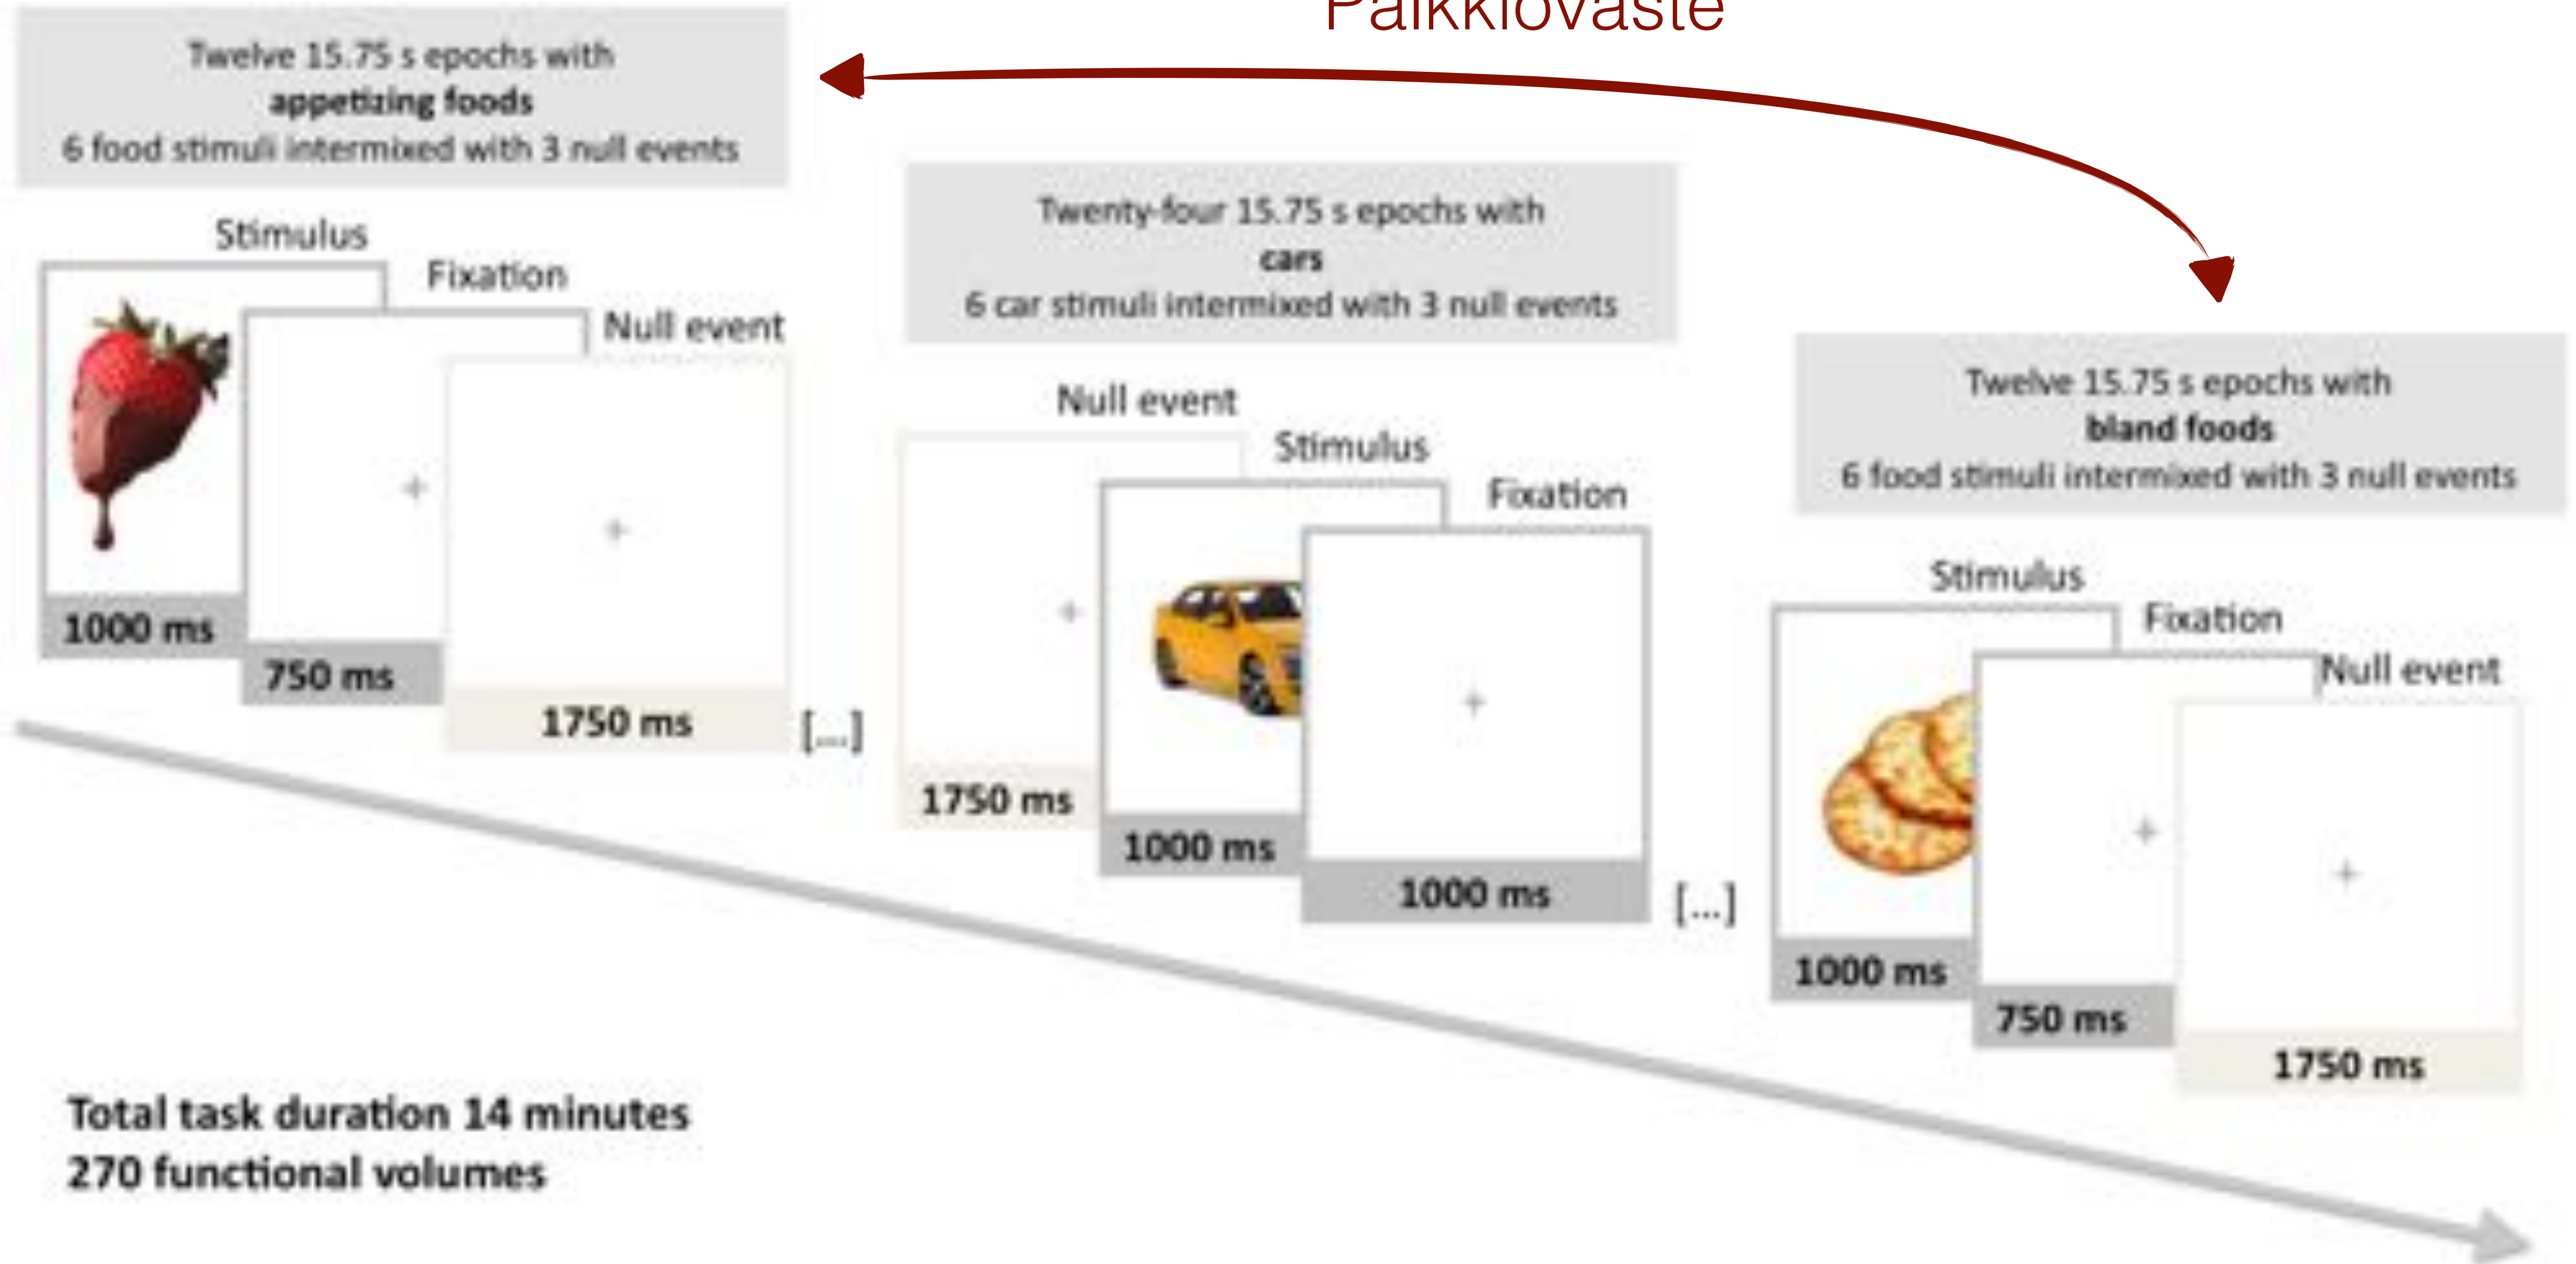 Palkkiovaste
Twelve 15.75 s epochs with
appetizing foods
6 food stimuli intermixed with 3 null events
Stimulus
Fixation
Null event
1000 ms
750 ms
1750 ms
[...]
Twenty-four 15.75 s epochs with
cars
6 car stimuli intermixed with 3 null events
Null event
Stimulus
Fixation
1750 ms
1000 ms
1000 ms
[...]
Twelve 15.75 s epochs with
bland foods
6 food stimuli intermixed with 3 null events
Stimulus
Fixation
Null event
1000 ms
750 ms
1750 ms
Total task duration 14 minutes
270 functional volumes